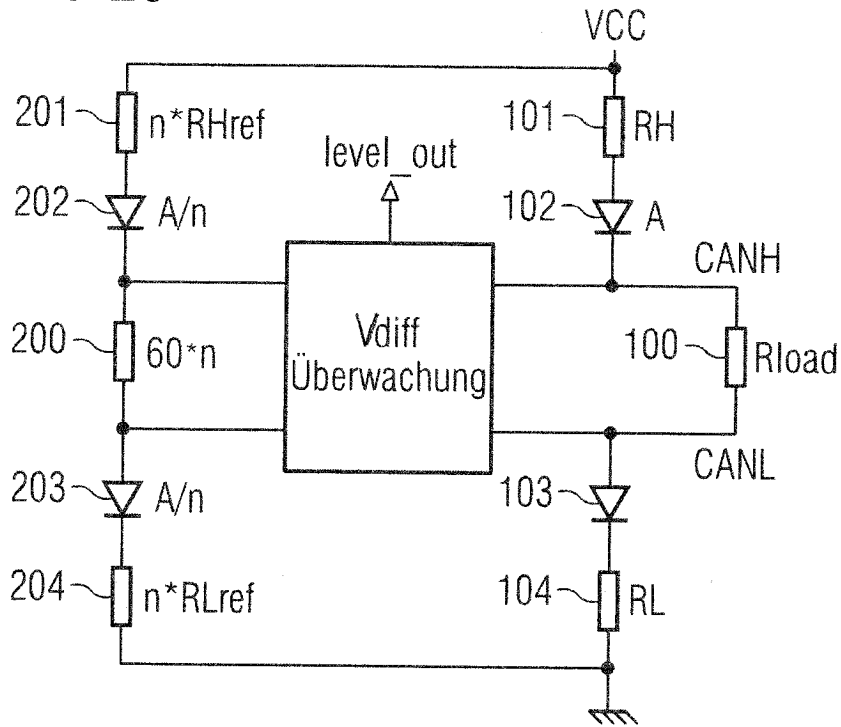 VCC
201
n*RHref
101
RH
level_out
202
A/n
102
A
CANH
200
60*n
Vdiff
Überwachung
100
Rload
CANL
203
A/n
103
204
n*RLref
104
RL